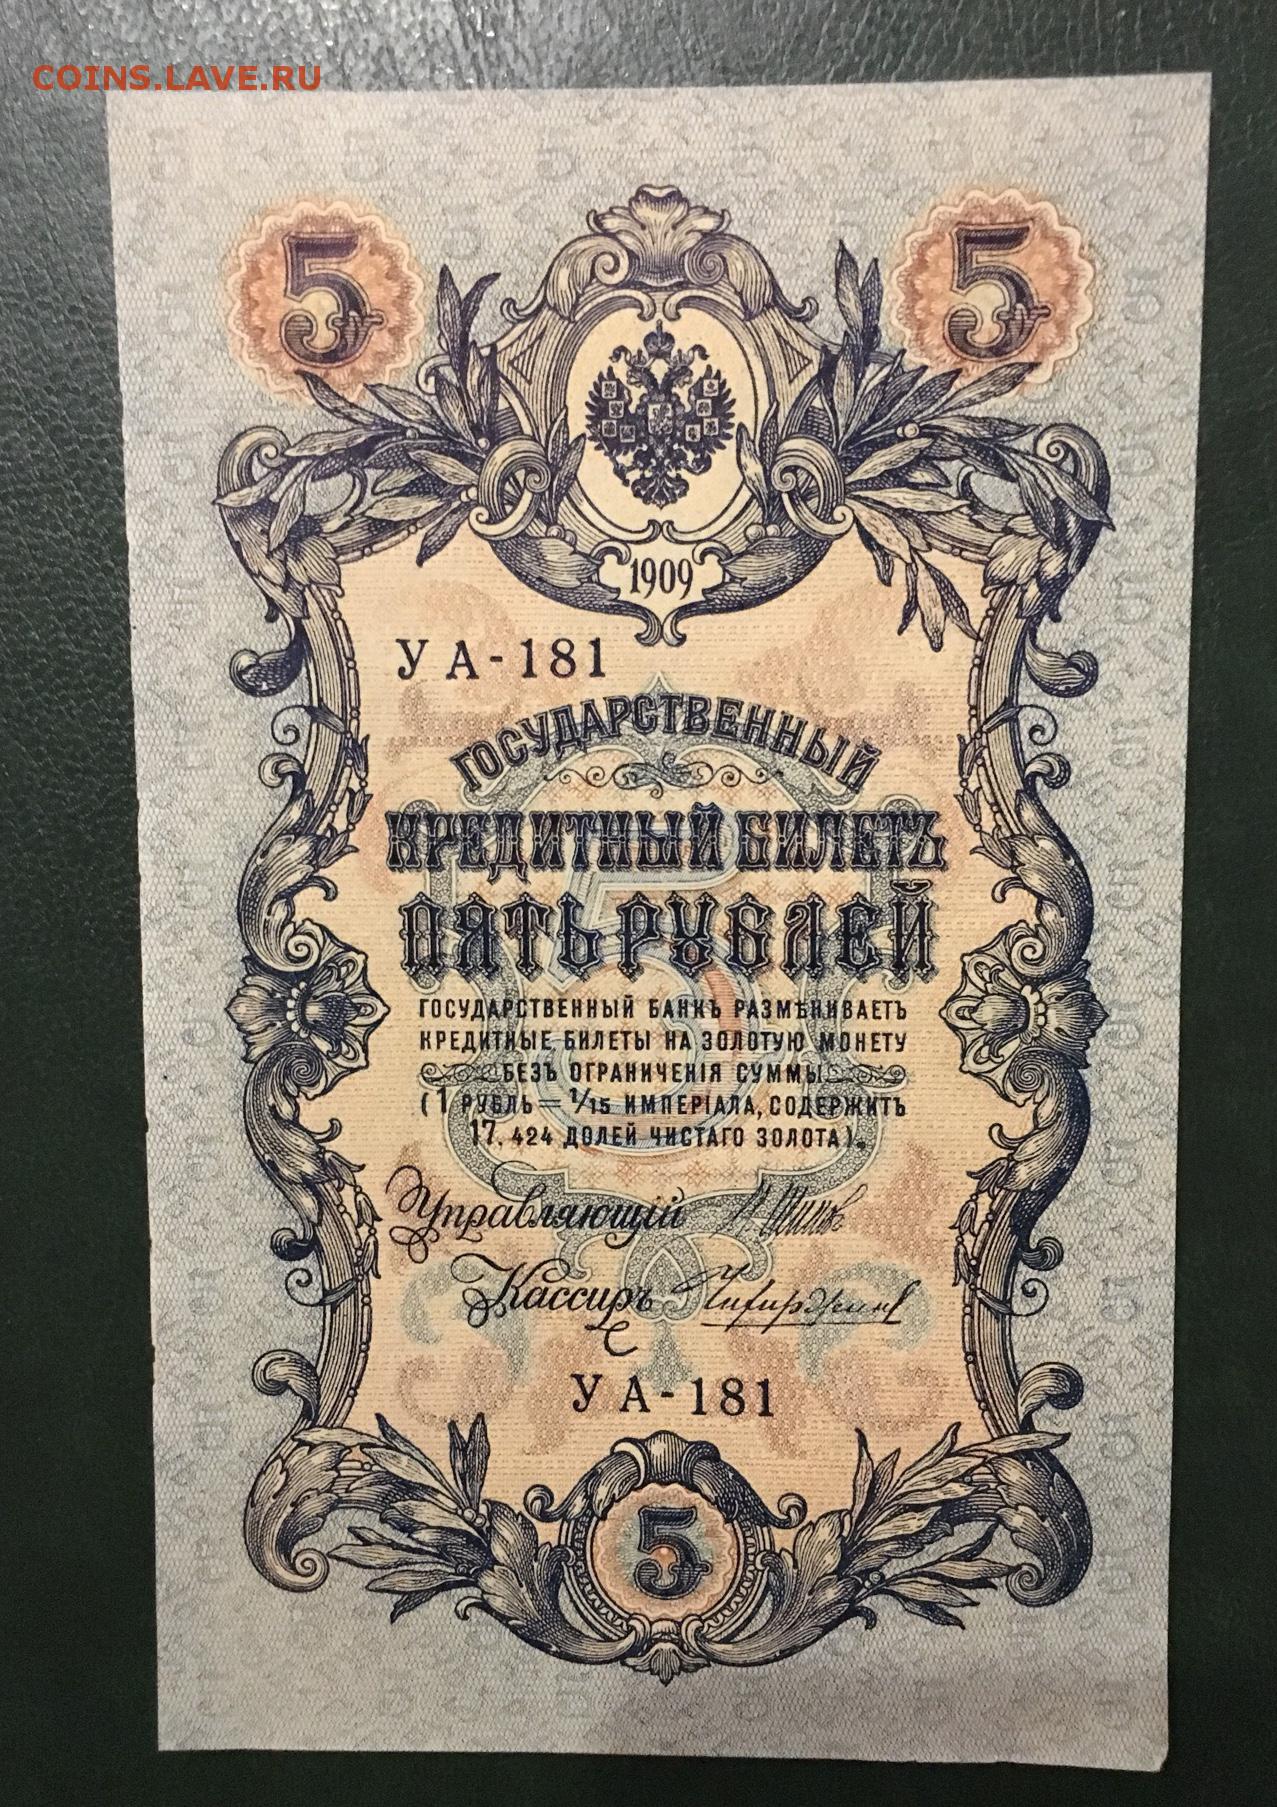 COINS.LAVE.RU
5 5
1909
УА-181
ГОСУДАРСТВЕННЫЙ
КРЕДИТНЫЙ БИЛЕТЪ
ПЯТЬ РУБЛЕЙ
ГОСУДАРСТВЕННЫЙ БАНКЪ РАЗМѢНИВАЕТЪ
КРЕДИТНЫЕ БИЛЕТЫ НА ЗОЛОТУЮ МОНЕТУ
БЕЗЪ ОГРАНИЧЕНІЯ СУММЫ
(1 РУБЛЬ = 1/15 ИМПЕРІАЛА, СОДЕРЖИТЪ
17,424 ДОЛЕЙ ЧИСТАГО ЗОЛОТА).
Управляющій И Шипов
Кассиръ
УА-181
5